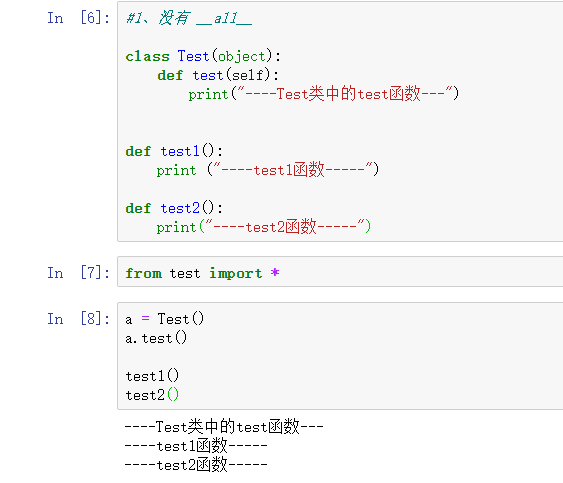 In [6]: #1、没有 __all__
class Test(object):
def test(self):
print("----Test类中的test函数---")
def test1():
print ("----test1函数-----")
def test2():
print("----test2函数-----")
In [7]: from test import *
In [8]: a = Test()
a.test()
test1()
test2()
----Test类中的test函数---
----test1函数-----
----test2函数-----